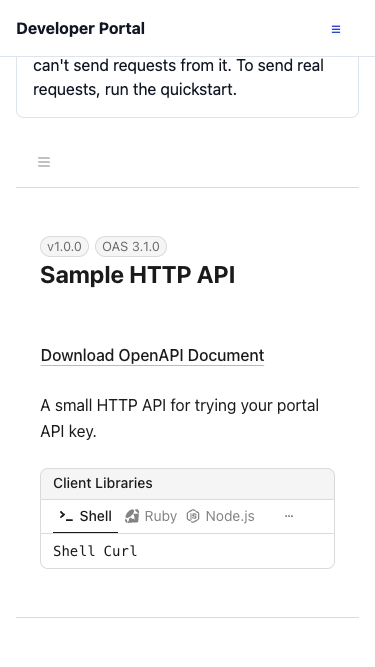 Developer Portal
can't send requests from it. To send real
requests, run the quickstart.
v1.0.0 OAS 3.1.0
Sample HTTP API
Download OpenAPI Document
A small HTTP API for trying your portal
API key.
Client Libraries
Shell Ruby Node.js ...
Shell Curl